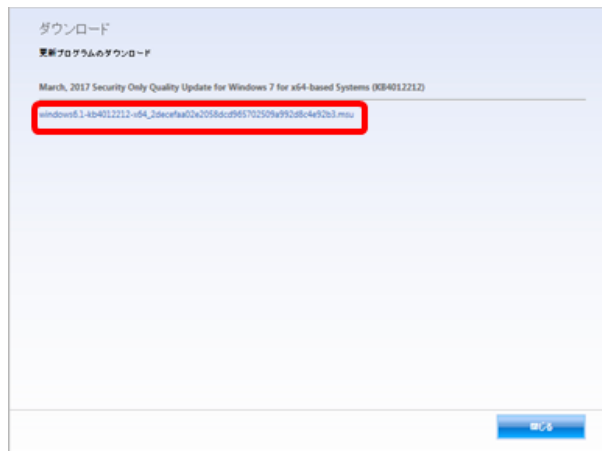 ダウンロード
更新プログラムのダウンロード
March, 2017 Security Only Quality Update for Windows 7 for x64-based Systems (KB4012212)
windows6.1-kb4012212-x64_2decefaa02e2058dcd965702509a992d8c4e92b3.msu
閉じる